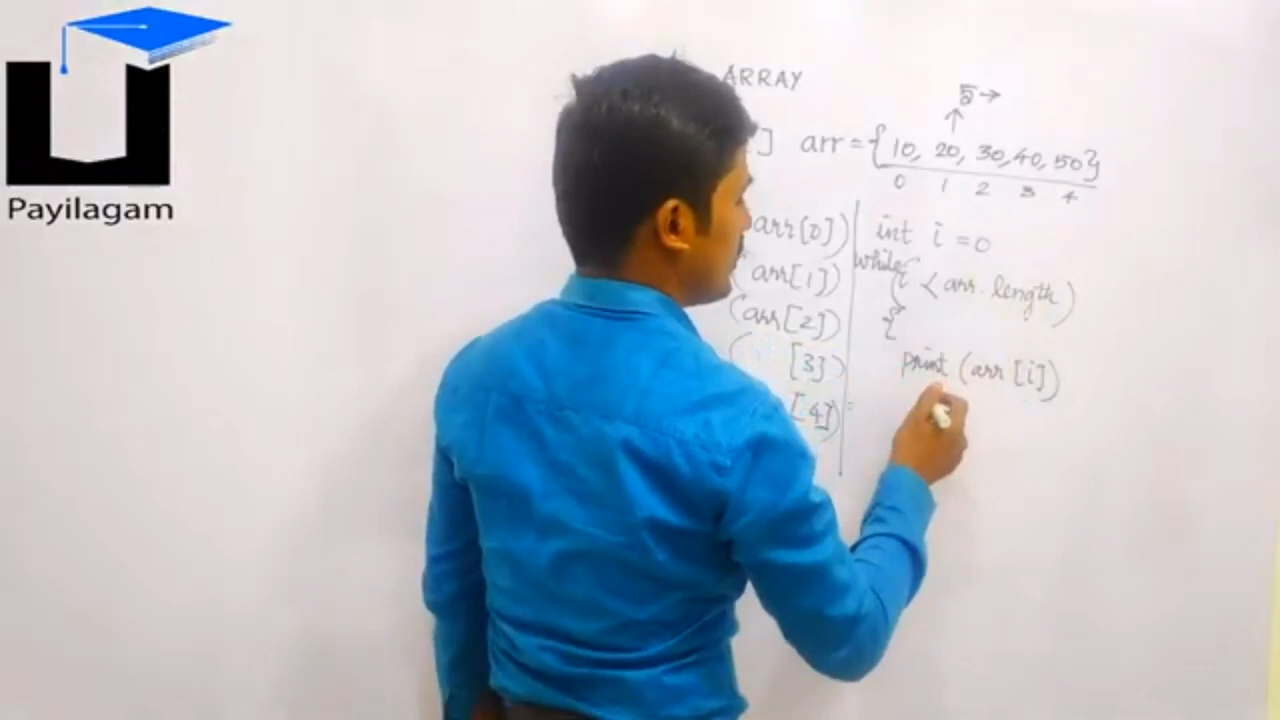 Payilagam
ARRAY
5 →
] arr = { 10, 20, 30, 40, 50 }
0 1 2 3 4
arr[0])
(arr[1])
(arr[2])
( [3])
[4])
int i = 0
while
( < arr. length )
{
print (arr [i])